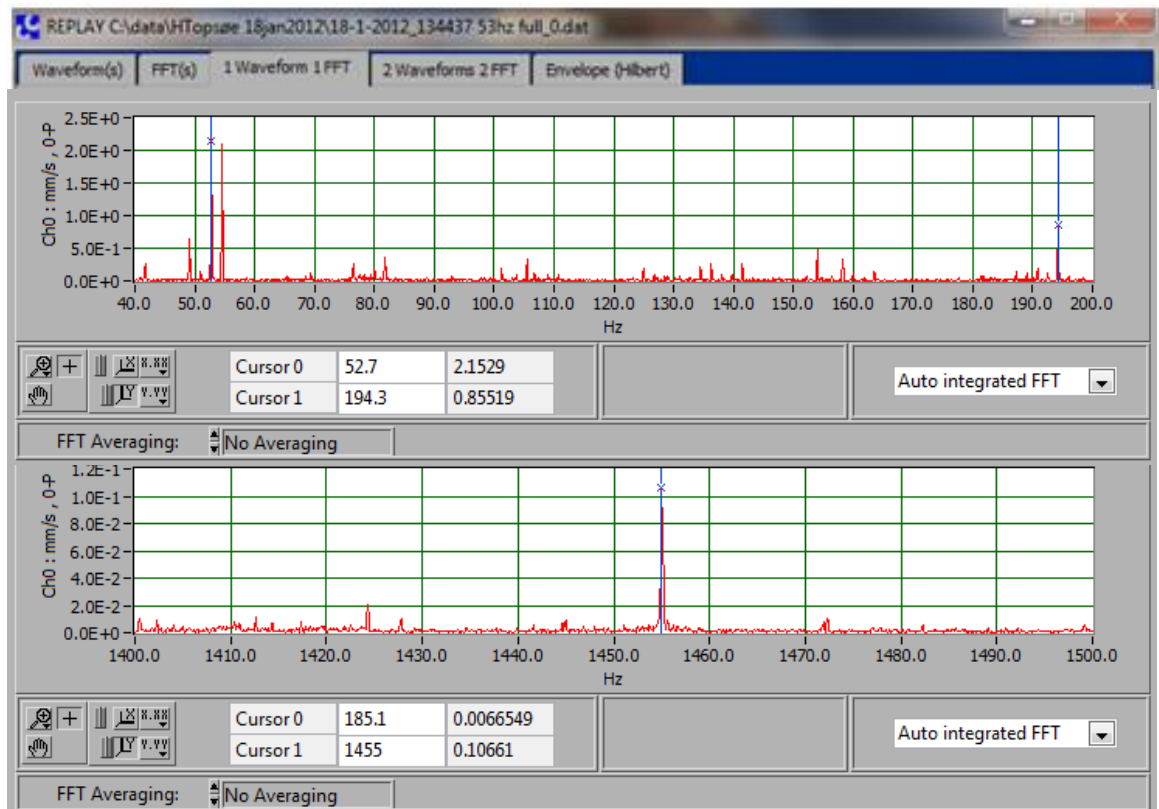 REPLAY C:\data\HTopsøe 18jan2012\18-1-2012_134437 53hz full_0.dat
Waveform(s) FFT(s) 1 Waveform 1 FFT 2 Waveforms 2 FFT Envelope (Hilbert)
Ch0 : mm/s , 0-P
2.5E+0
2.0E+0
1.5E+0
1.0E+0
5.0E-1
0.0E+0
40.0 50.0 60.0 70.0 80.0 90.0 100.0 110.0 120.0 130.0 140.0 150.0 160.0 170.0 180.0 190.0 200.0
Hz
X X.XX
Y Y.YY
Cursor 0 52.7 2.1529
Cursor 1 194.3 0.85519
Auto integrated FFT
FFT Averaging: No Averaging
Ch0 : mm/s , 0-P
1.2E-1
1.0E-1
8.0E-2
6.0E-2
4.0E-2
2.0E-2
0.0E+0
1400.0 1410.0 1420.0 1430.0 1440.0 1450.0 1460.0 1470.0 1480.0 1490.0 1500.0
Hz
X X.XX
Y Y.YY
Cursor 0 185.1 0.0066549
Cursor 1 1455 0.10661
Auto integrated FFT
FFT Averaging: No Averaging